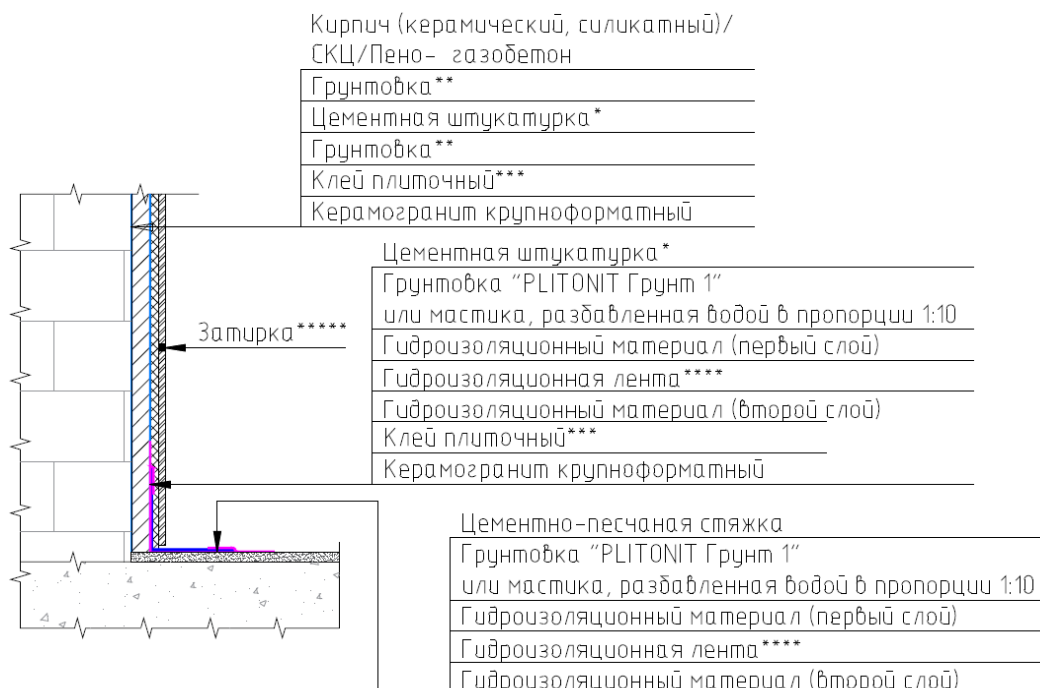 Кирпич (керамический, силикатный)/
СКЦ/Пено- газобетон
Грунтовка**
Цементная штукатурка*
Грунтовка**
Клей плиточный***
Керамогранит крупноформатный
Цементная штукатурка*
Грунтовка “PLITONIT Грунт 1”
или мастика, разбавленная водой в пропорции 1:10
Затирка*****
Гидроизоляционный материал (первый слой)
Гидроизоляционная лента****
Гидроизоляционный материал (второй слой)
Клей плиточный***
Керамогранит крупноформатный
Цементно-песчаная стяжка
Грунтовка “PLITONIT Грунт 1”
или мастика, разбавленная водой в пропорции 1:10
Гидроизоляционный материал (первый слой)
Гидроизоляционная лента****
Гидроизоляционный материал (второй слой)